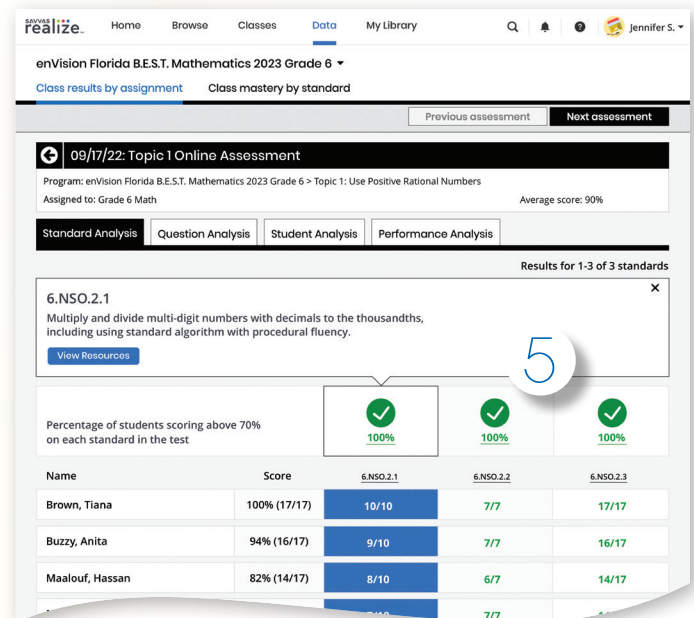 SAVVAS
realize Home Browse Classes Data My Library Jennifer S.
enVision Florida B.E.S.T. Mathematics 2023 Grade 6
Class results by assignment Class mastery by standard
Previous assessment Next assessment
09/17/22: Topic 1 Online Assessment
Program: enVision Florida B.E.S.T. Mathematics 2023 Grade 6 > Topic 1: Use Positive Rational Numbers
Assigned to: Grade 6 Math Average score: 90%
Standard Analysis Question Analysis Student Analysis Performance Analysis
Results for 1-3 of 3 standards
6.NSO.2.1
Multiply and divide multi-digit numbers with decimals to the thousandths,
including using standard algorithm with procedural fluency.
View Resources
5
Percentage of students scoring above 70%
on each standard in the test
100% 100% 100%
Name Score 6.NSO.2.1 6.NSO.2.2 6.NSO.2.3
Brown, Tiana 100% (17/17) 10/10 7/7 17/17
Buzzy, Anita 94% (16/17) 9/10 7/7 16/17
Maalouf, Hassan 82% (14/17) 8/10 6/7 14/17
7/7